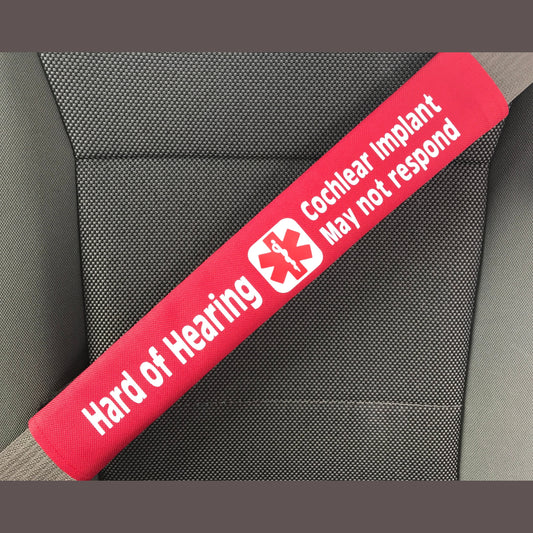 Hard of Hearing
Cochlear Implant
May not respond